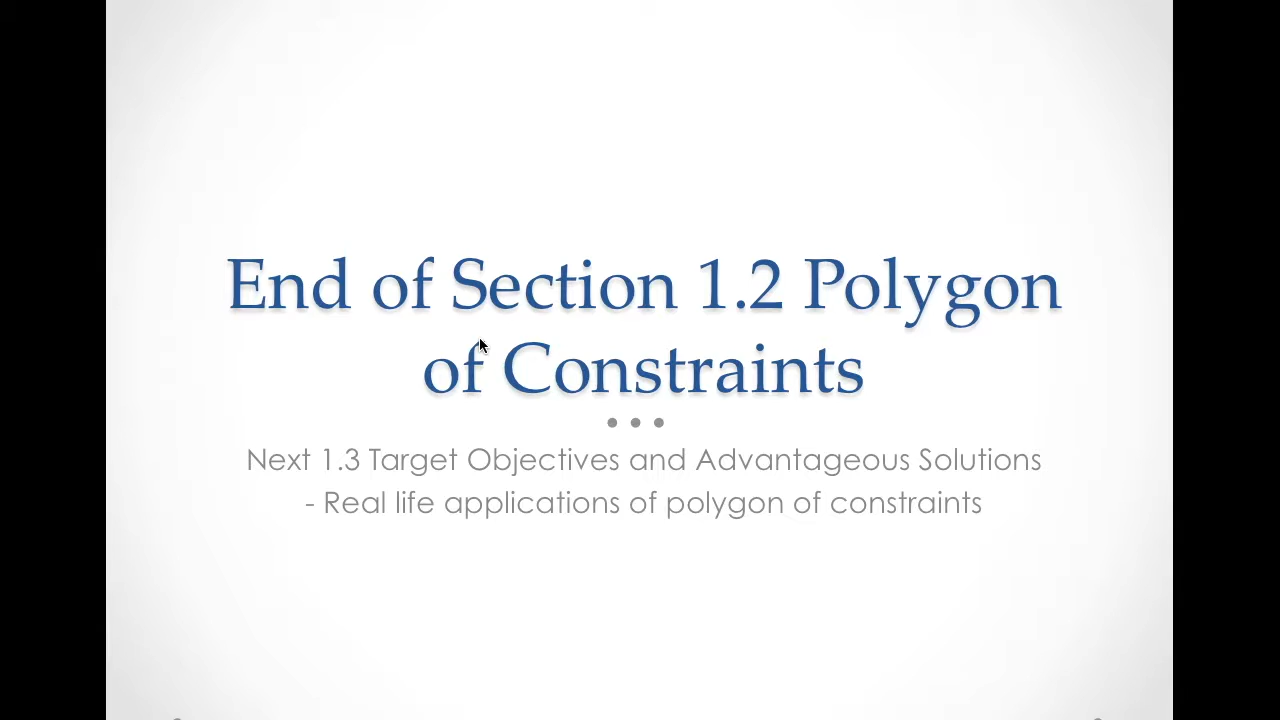 End of Section 1.2 Polygon
of Constraints
Next 1.3 Target Objectives and Advantageous Solutions
- Real life applications of polygon of constraints